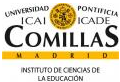 UNIVERSIDAD PONTIFICIA
ICAI ICADE
COMILLAS
MADRID
INSTITUTO DE CIENCIAS DE
LA EDUCACIÓN